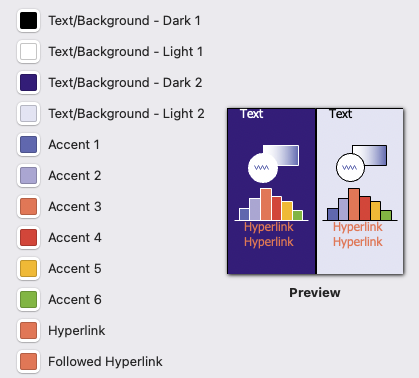 Text/Background - Dark 1
Text/Background - Light 1
Text/Background - Dark 2
Text/Background - Light 2
Accent 1
Accent 2
Accent 3
Accent 4
Accent 5
Accent 6
Hyperlink
Followed Hyperlink
Text
Hyperlink
Hyperlink
Text
Hyperlink
Hyperlink
Preview